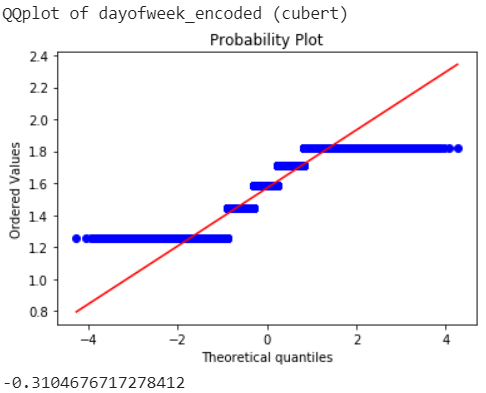 QQplot of dayofweek_encoded (cubert)
Probability Plot
2.4
2.2
2.0
1.8
1.6
1.4
1.2
1.0
0.8
Ordered Values
−4 −2 0 2 4
Theoretical quantiles
-0.3104676717278412